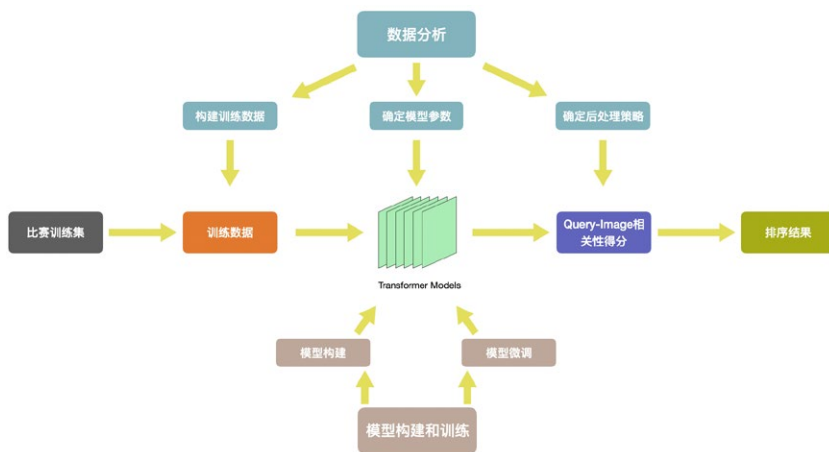 数据分析
构建训练数据
确定模型参数
确定后处理策略
比赛训练集
训练数据
Query-Image相
关性得分
排序结果
Transformer Models
模型构建
模型微调
模型构建和训练